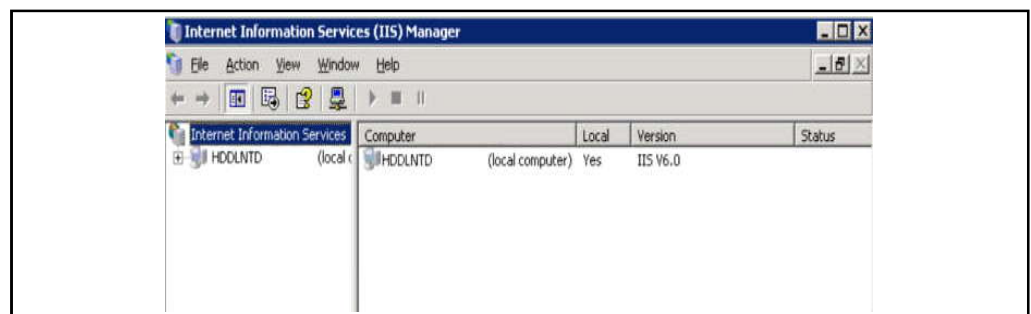 Internet Information Services (IIS) Manager
File Action View Window Help
Internet Information Services
Computer Local Version Status
HDDLNTD (local c
HDDLNTD (local computer) Yes IIS V6.0